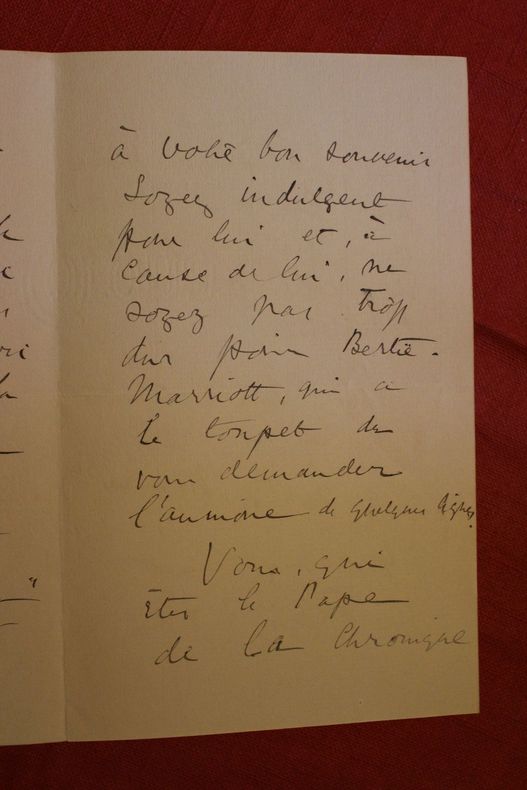 à votre bon souvenir
Soyez indulgent
pour lui et, à
cause de lui, ne
soyez pas trop
dur pour Bertie-
Marriott, qui a
le toupet de
vous demander
l'aumône de quelques lignes.
Vous, qui
êtes le Pape
de la Chronique